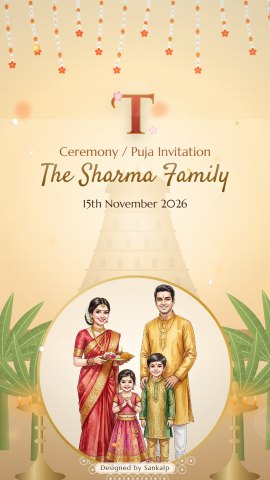 T
Ceremony / Puja Invitation
The Sharma Family
15th November 2026
Designed by Sankalp